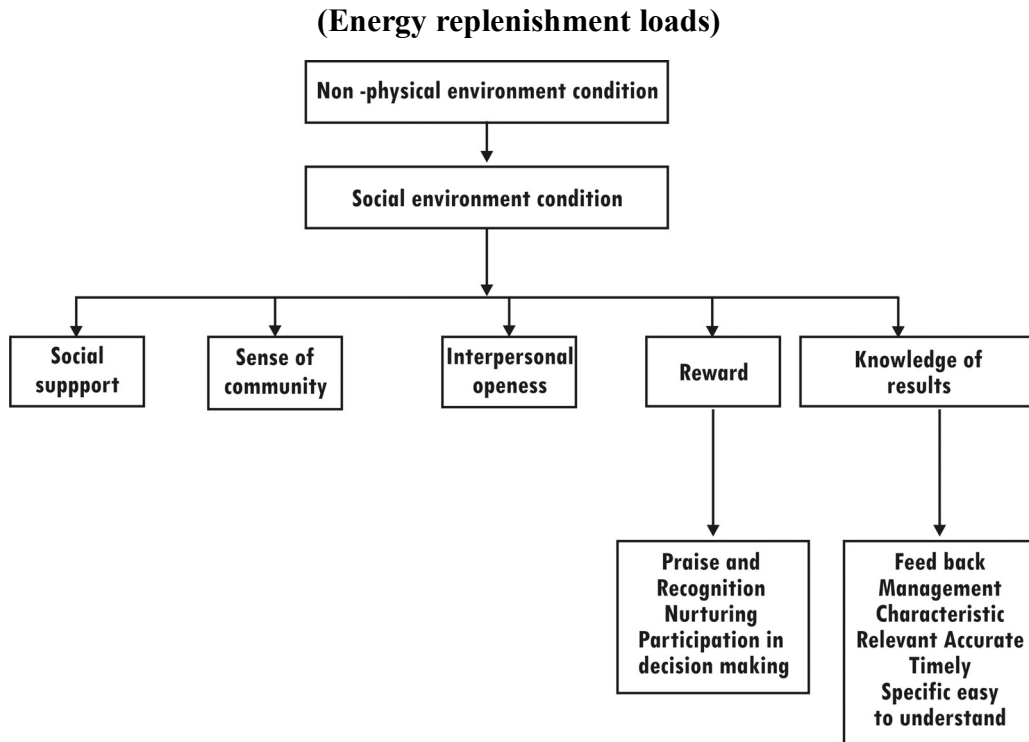 (Energy replenishment loads)
Non -physical environment condition
Social environment condition
Social
suppport
Sense of
community
Interpersonal
openess
Reward
Knowledge of
results
Praise and
Recognition
Nurturing
Participation in
decision making
Feed back
Management
Characteristic
Relevant Accurate
Timely
Specific easy
to understand